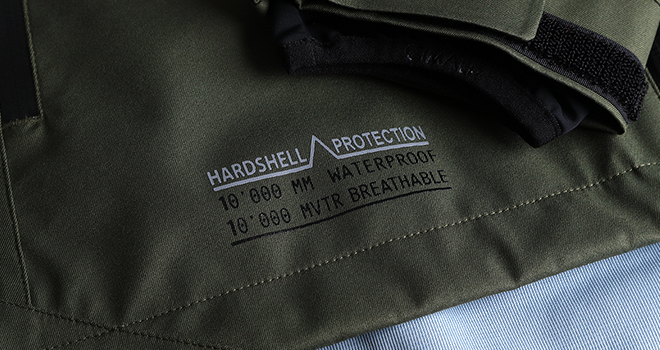 HARDSHELL PROTECTION
10'000 MM WATERPROOF
10'000 MVTR BREATHABLE